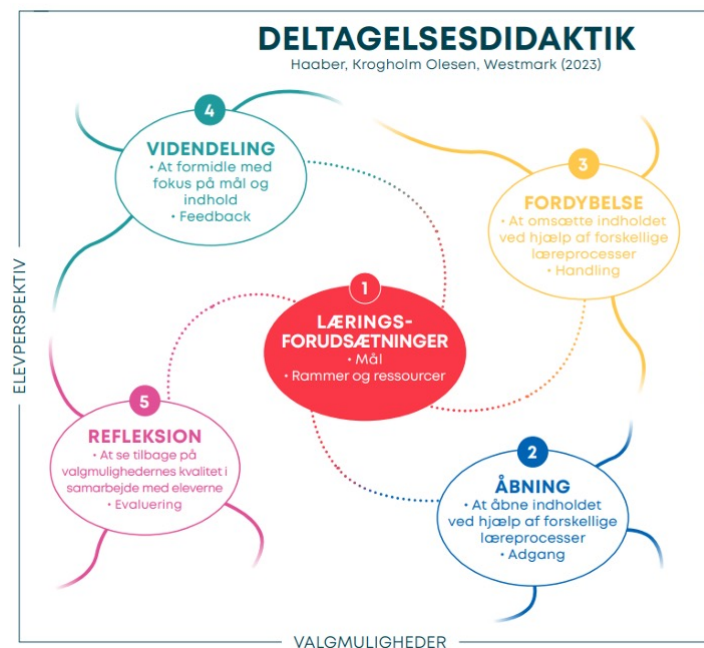 DELTAGELSESDIDAKTIK
Haaber, Krogholm Olesen, Westmark (2023)
1
LÆRINGS-
FORUDSÆTNINGER
• Mål
• Rammer og ressourcer
2
ÅBNING
• At åbne indholdet
ved hjælp af forskellige
læreprocesser
• Adgang
3
FORDYBELSE
• At omsætte indholdet
ved hjælp af forskellige
læreprocesser
• Handling
4
VIDENDELING
• At formidle med
fokus på mål og
indhold
• Feedback
5
REFLEKSION
• At se tilbage på
valgmulighedernes kvalitet i
samarbejde med eleverne
• Evaluering
ELEVPERSPEKTIV
VALGMULIGHEDER